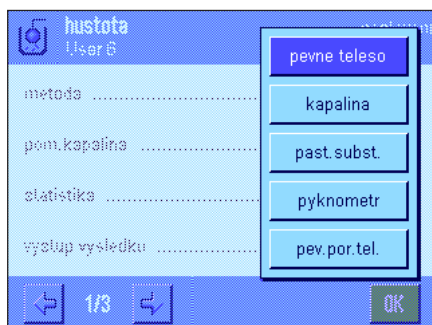 hustota
User 6
metoda
pom.kapalina
statistika
vystup vysledku
pevne teleso
kapalina
past.subst.
pyknometr
pev.por.tel.
1/3
OK